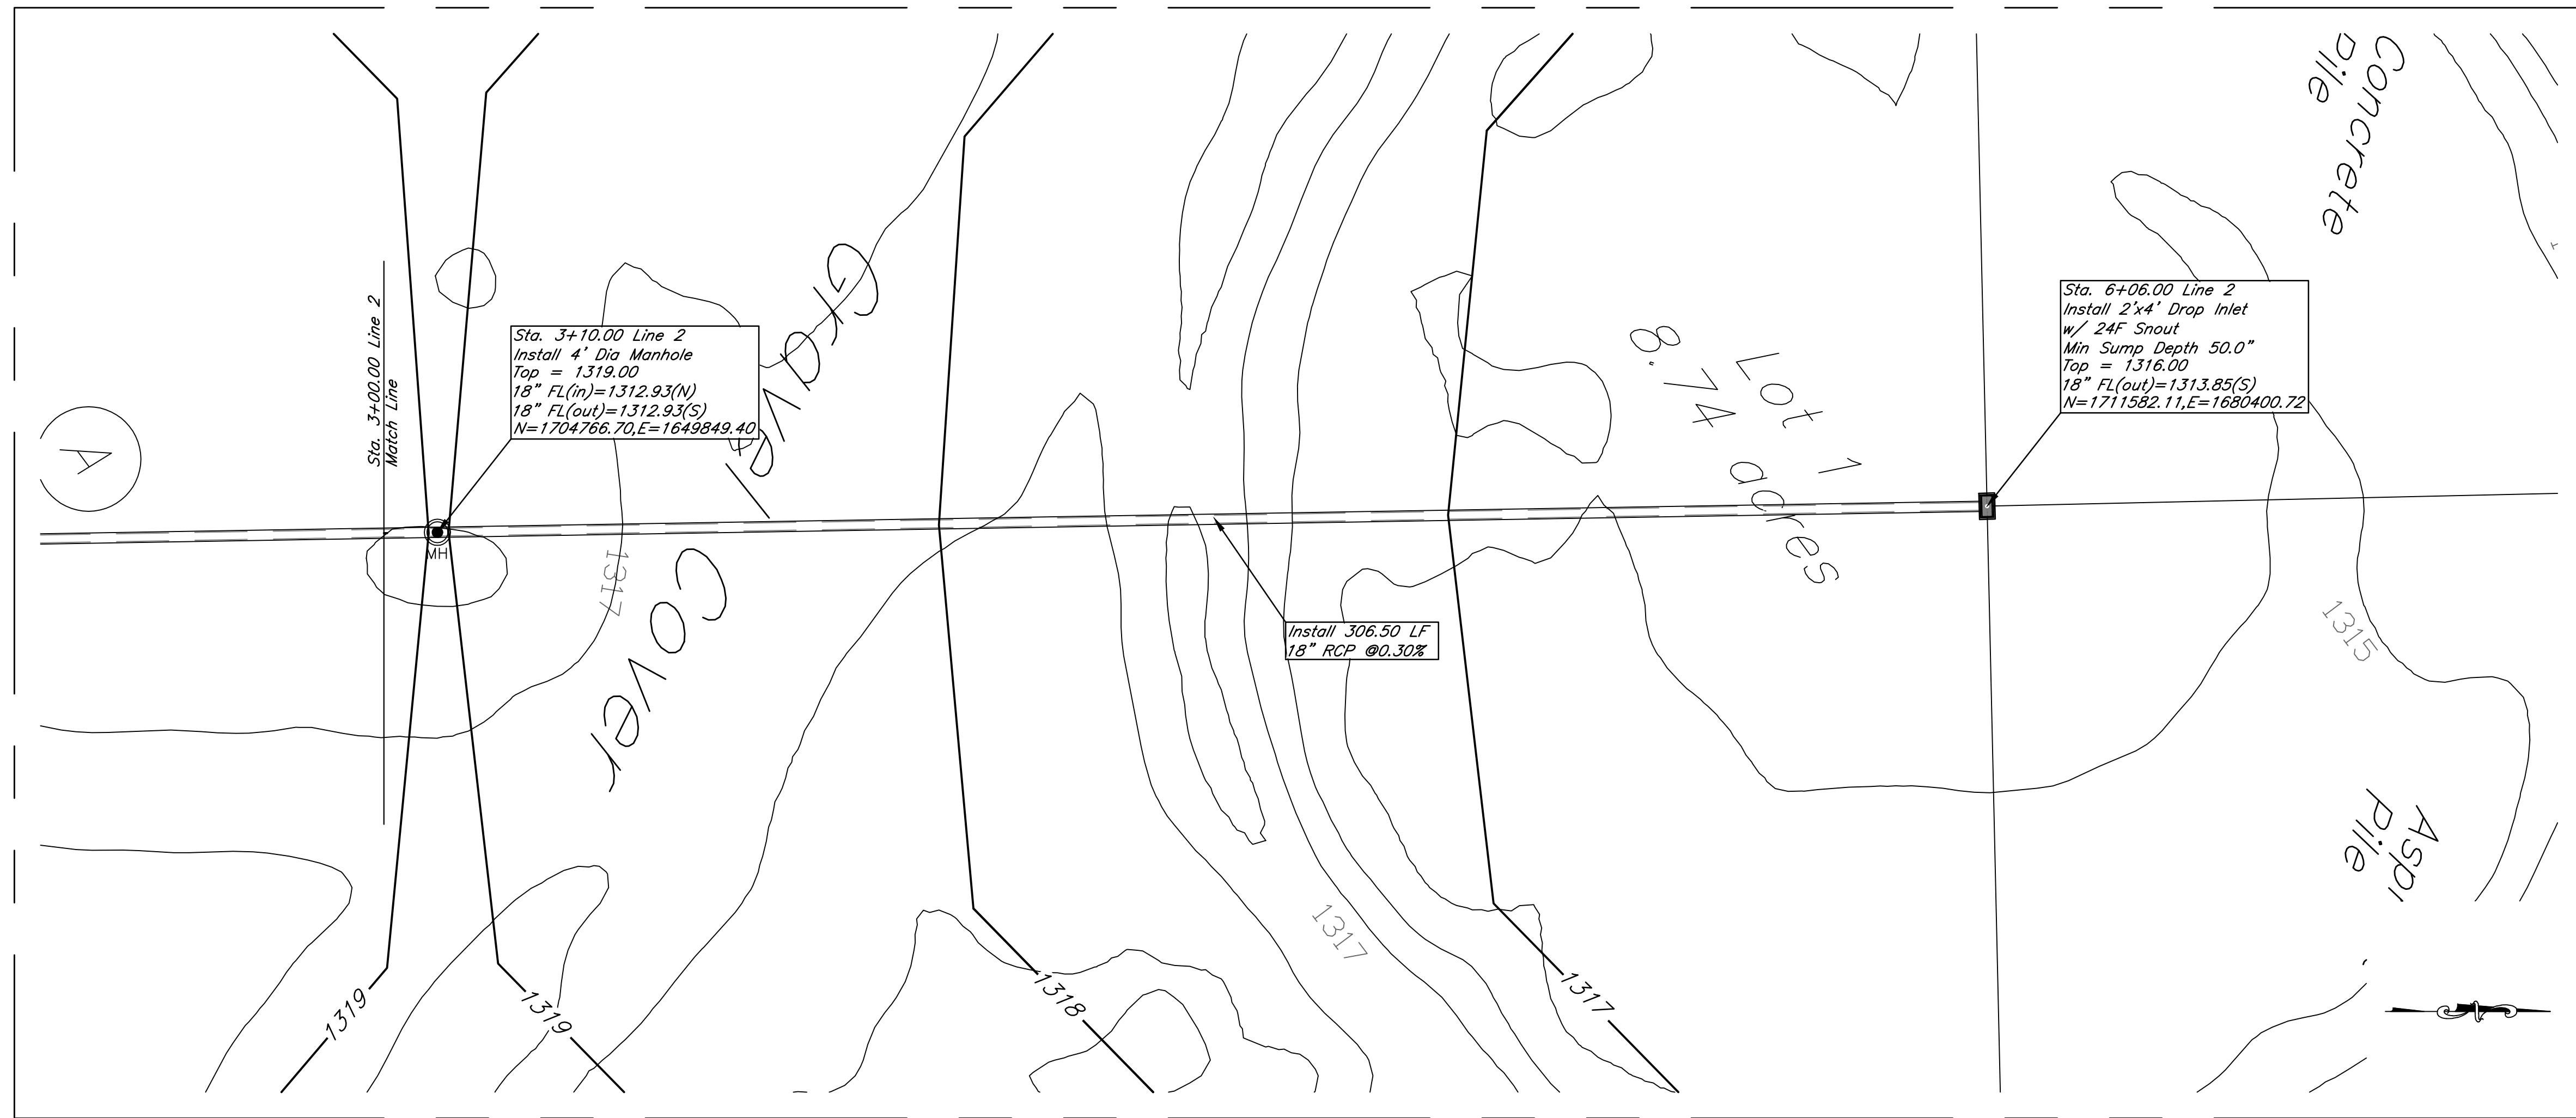 Concrete
Pile
Gravel
Cover
Sta. 3+00.00 Line 2
Match Line
Sta. 3+10.00 Line 2
Install 4' Dia Manhole
Top = 1319.00
18" FL(in)=1312.93(N)
18" FL(out)=1312.93(S)
N=1704766.70,E=1649849.40
Lot 1
8.74 acres
Sta. 6+06.00 Line 2
Install 2'x4' Drop Inlet
w/ 24F Snout
Min Sump Depth 50.0"
Top = 1316.00
18" FL(out)=1313.85(S)
N=1711582.11,E=1680400.72
A
MH
1317
Install 306.50 LF
18" RCP @0.30%
1315
1317
Asp
Pile
1319
1319
1318
1317